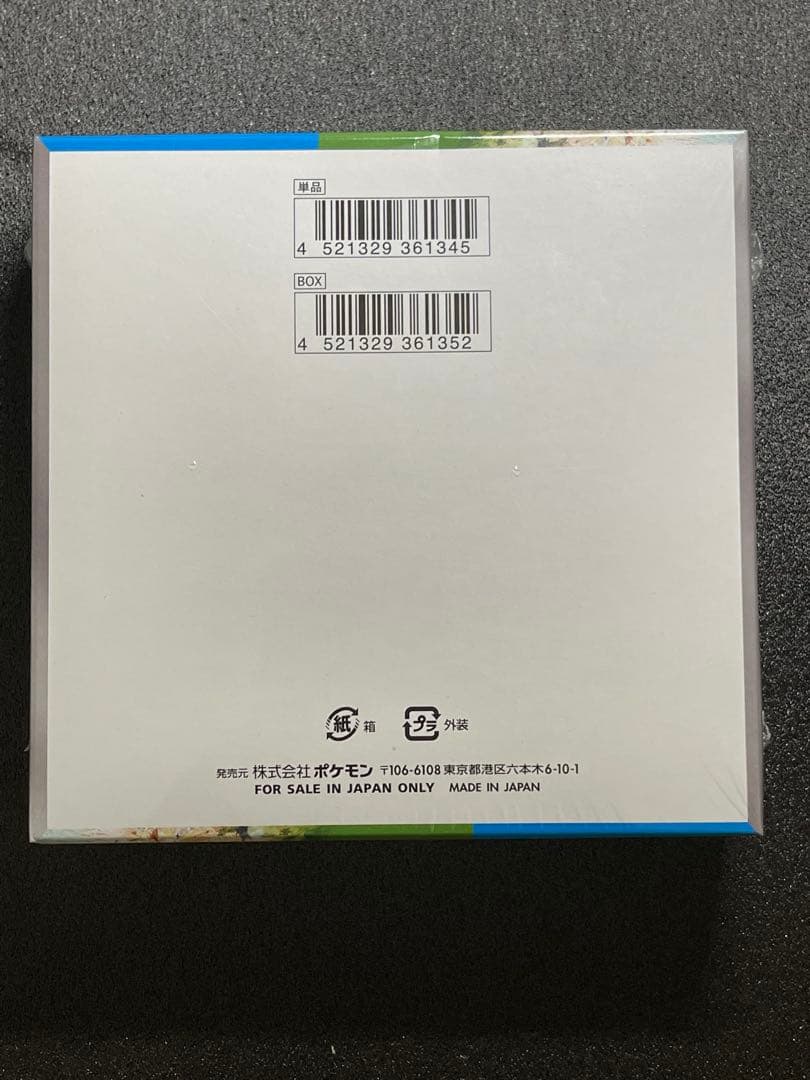 単品
4 521329 361345
BOX
4 521329 361352
紙 箱 プラ 外装
発売元 株式会社 ポケモン 〒106-6108 東京都港区六本木6-10-1
FOR SALE IN JAPAN ONLY MADE IN JAPAN